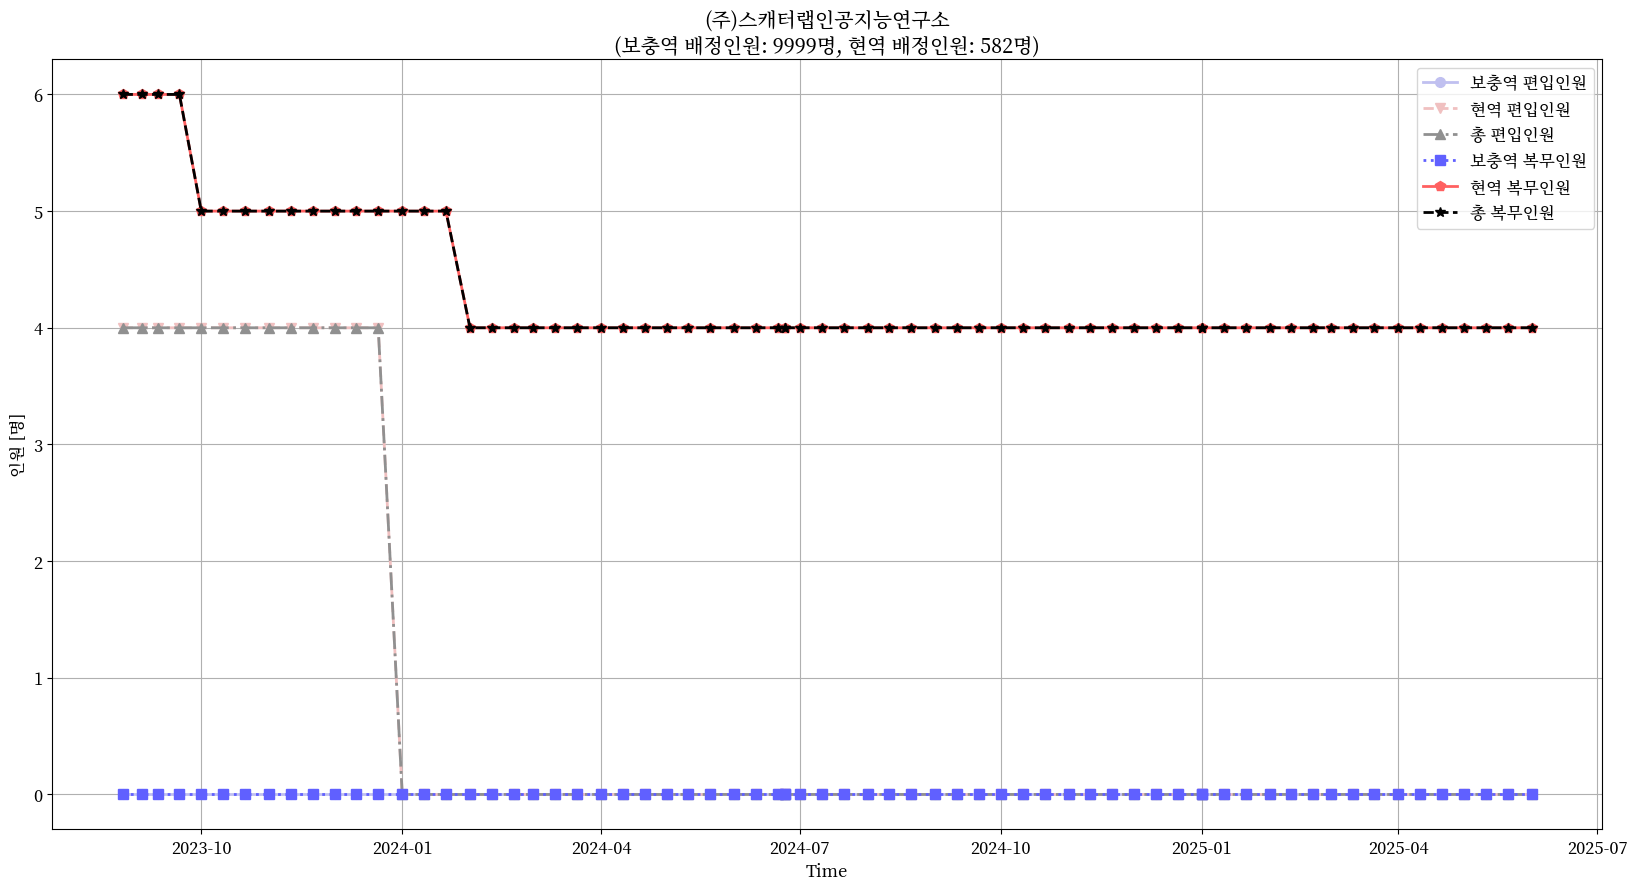 (주)스캐터랩인공지능연구소
(보충역 배정인원: 9999명, 현역 배정인원: 582명)
보충역 편입인원
현역 편입인원
총 편입인원
보충역 복무인원
현역 복무인원
총 복무인원
인원 [명]
6
5
4
3
2
1
0
2023-10
2024-01
2024-04
2024-07
2024-10
2025-01
2025-04
2025-07
Time